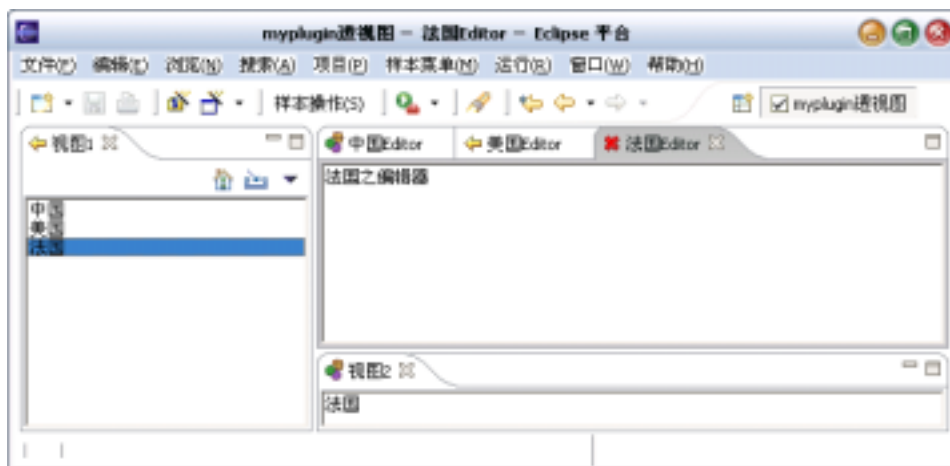 myplugin透视图 - 法国Editor - Eclipse 平台
文件(F) 编辑(E) 浏览(N) 搜索(A) 项目(P) 样本菜单(M) 运行(R) 窗口(W) 帮助(H)
样本操作(S) myplugin透视图
视图1
中国
美国
法国
中国Editor 美国Editor 法国Editor
法国之编辑器
视图2
法国